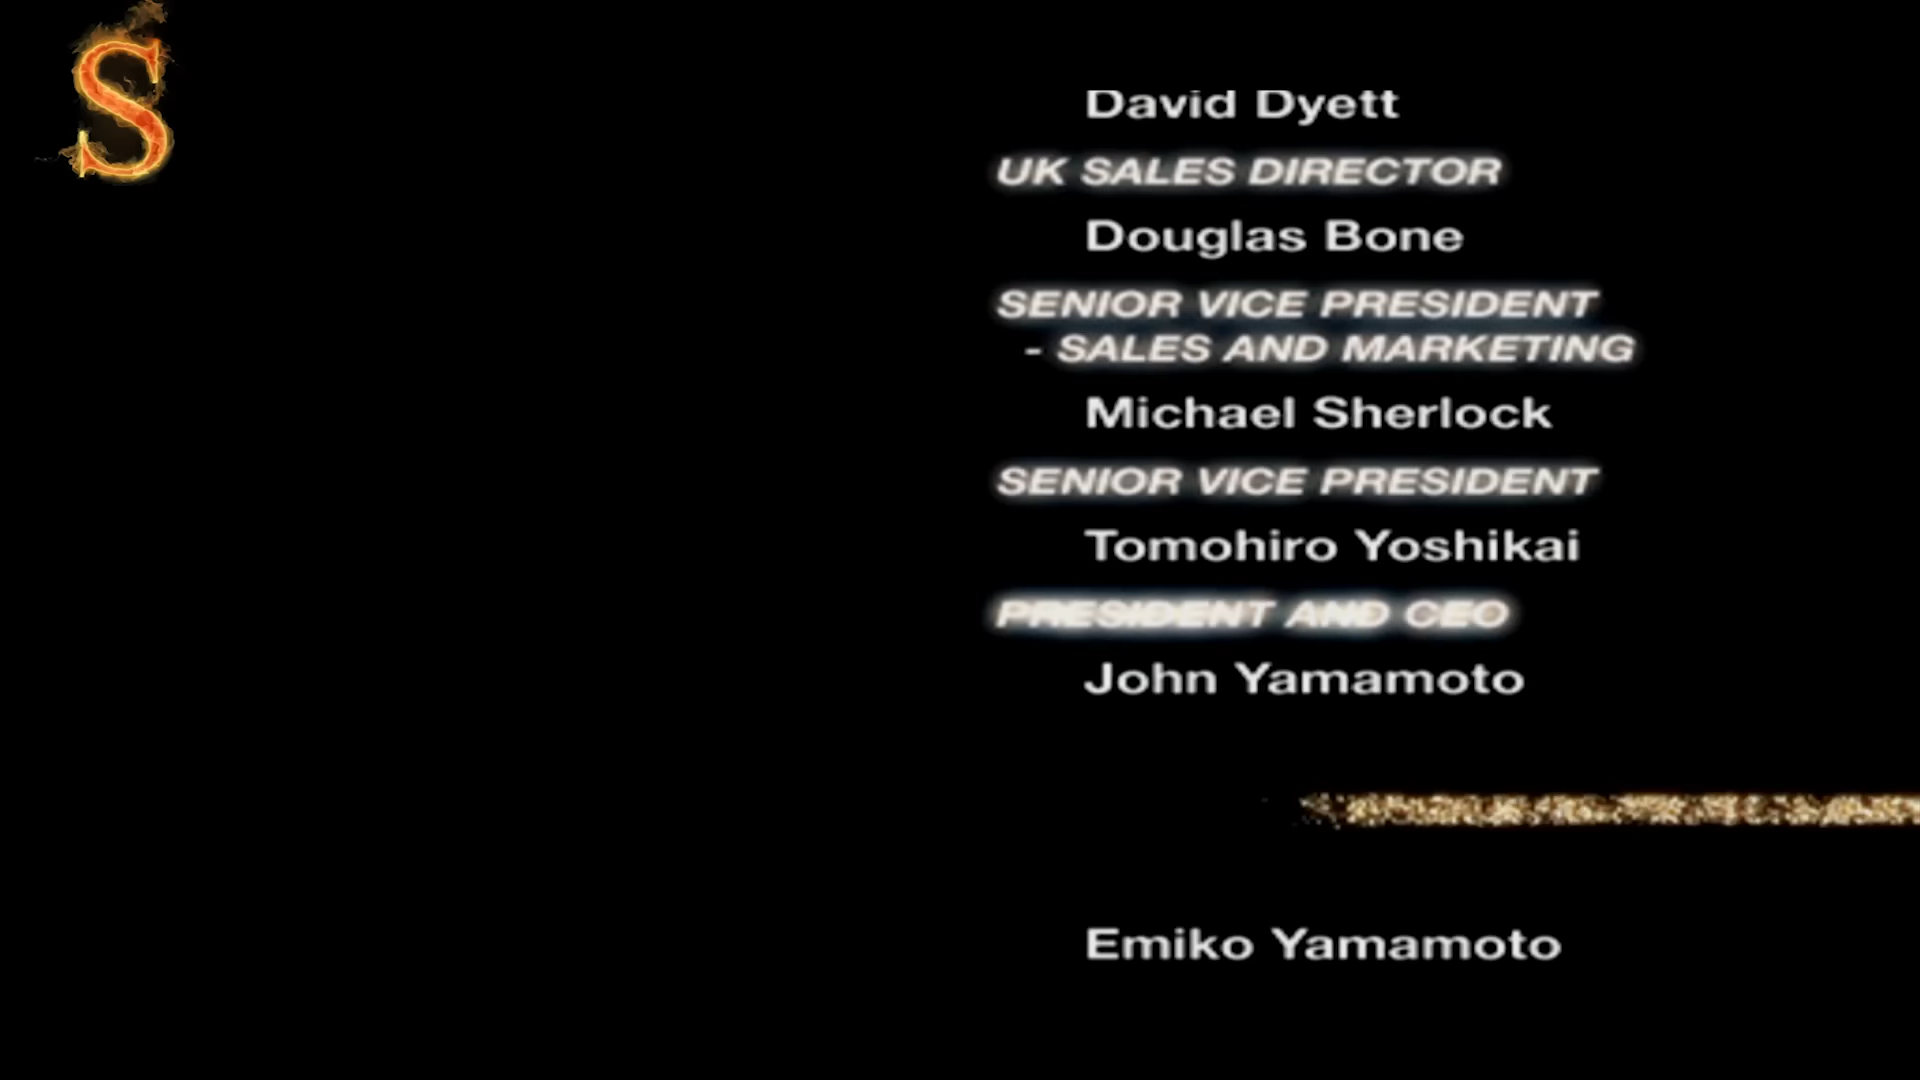 S
David Dyett
UK SALES DIRECTOR
Douglas Bone
SENIOR VICE PRESIDENT
- SALES AND MARKETING
Michael Sherlock
SENIOR VICE PRESIDENT
Tomohiro Yoshikai
PRESIDENT AND CEO
John Yamamoto
Emiko Yamamoto